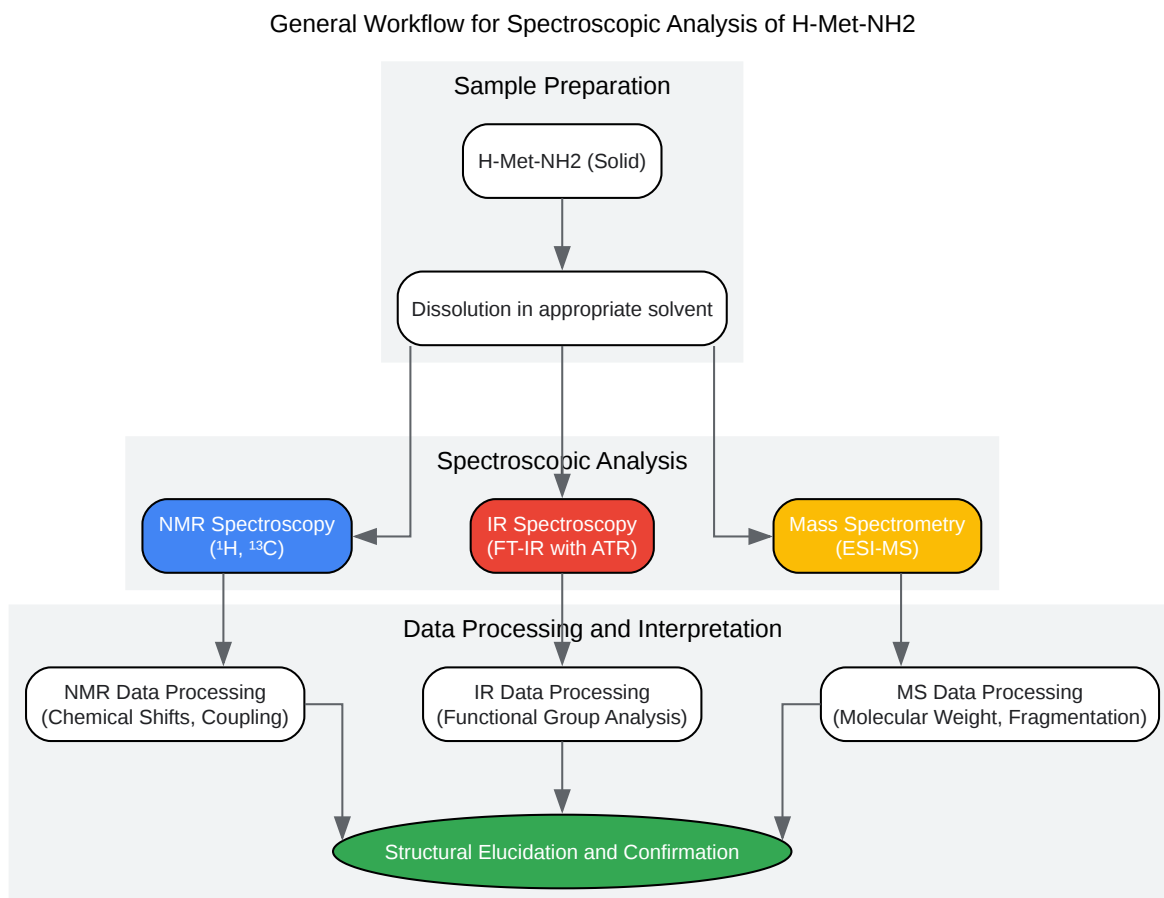 General Workflow for Spectroscopic Analysis of H-Met-NH2
Sample Preparation
H-Met-NH2 (Solid)
Dissolution in appropriate solvent
Spectroscopic Analysis
NMR Spectroscopy
(¹H, ¹³C)
IR Spectroscopy
(FT-IR with ATR)
Mass Spectrometry
(ESI-MS)
Data Processing and Interpretation
NMR Data Processing
(Chemical Shifts, Coupling)
IR Data Processing
(Functional Group Analysis)
MS Data Processing
(Molecular Weight, Fragmentation)
Structural Elucidation and Confirmation